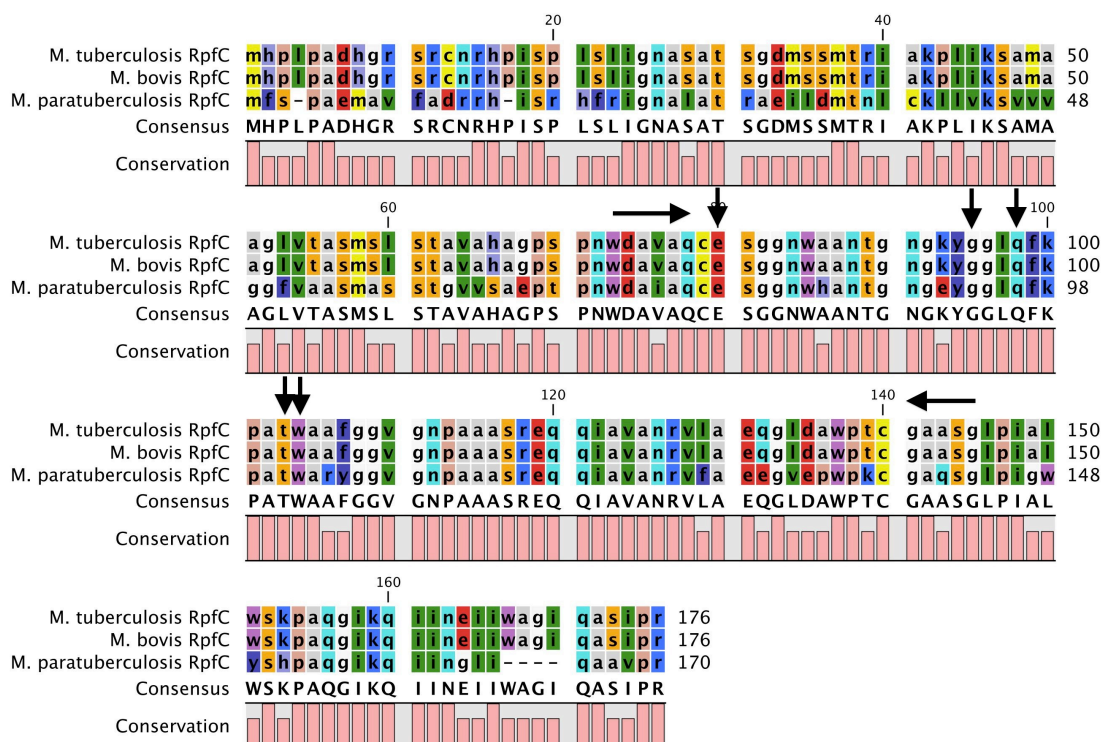 20 40
M. tuberculosis RpfC mhplpadhgr srcnrhpisp lslignasat sgdmssmtri akpliksama 50
M. bovis RpfC mhplpadhgr srcnrhpisp lslignasat sgdmssmtri akpliksama 50
M. paratuberculosis RpfC mfs-paemav fadrrh-isr hfrignalat raeildmtnl ckllvksvvv 48
Consensus MHPLPADHGR SRCNRHPISP LSLIGNASAT SGDMSSMTRI AKPLIKSAMA
Conservation
60 100
M. tuberculosis RpfC aglvtasmsl stavahagps pnwdavaqce sggnwaantg ngkygglqfk 100
M. bovis RpfC aglvtasmsl stavahagps pnwdavaqce sggnwaantg ngkygglqfk 100
M. paratuberculosis RpfC ggfvaasmas stgvvsaept pnwdaiaqce sggnwhantg ngeygglqfk 98
Consensus AGLVTASMSL STAVAHAGPS PNWDAVAQCE SGGNWAANTG NGKYGGLQFK
Conservation
120 140
M. tuberculosis RpfC patwaafggv gnpaaasreq qiavanrvla eqgldawptc gaasglpial 150
M. bovis RpfC patwaafggv gnpaaasreq qiavanrvla eqgldawptc gaasglpial 150
M. paratuberculosis RpfC patwaryggv gnpaaasreq qiavanrvfa eegvepwpkc gaqsglpigw 148
Consensus PATWAAFGGV GNPAAASREQ QIAVANRVLA EQGLDAWPTC GAASGLPIAL
Conservation
160
M. tuberculosis RpfC wskpaqgikq iineiiwagi qasipr 176
M. bovis RpfC wskpaqgikq iineiiwagi qasipr 176
M. paratuberculosis RpfC yshpaqgikq iingli---- qaavpr 170
Consensus WSKPAQGIKQ IINEIIWAGI QASIPR
Conservation